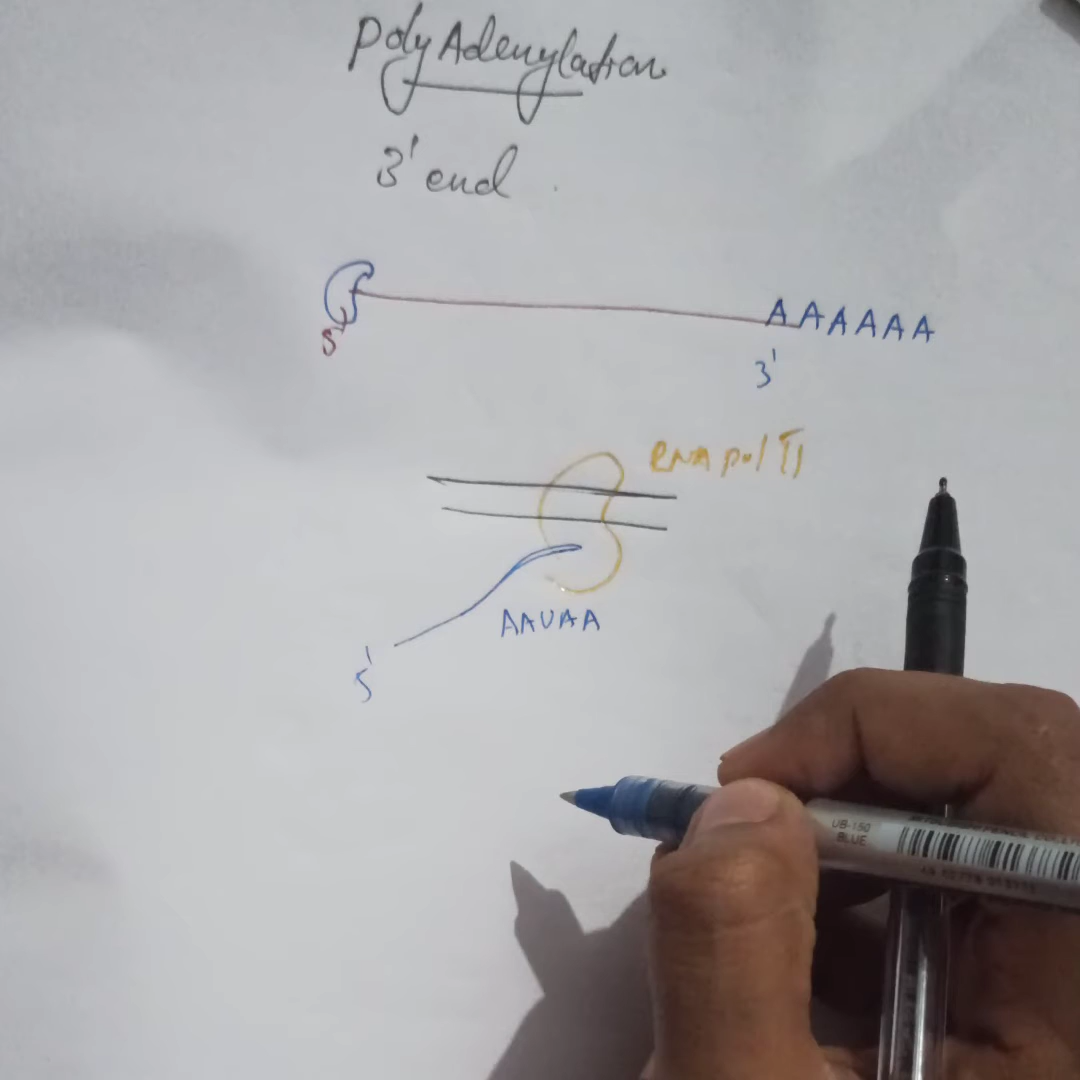 polyAdenylation
3' end
5'
AAAAAA
3'
RNA pol II
AAUAA
5'
UB-150
BLUE